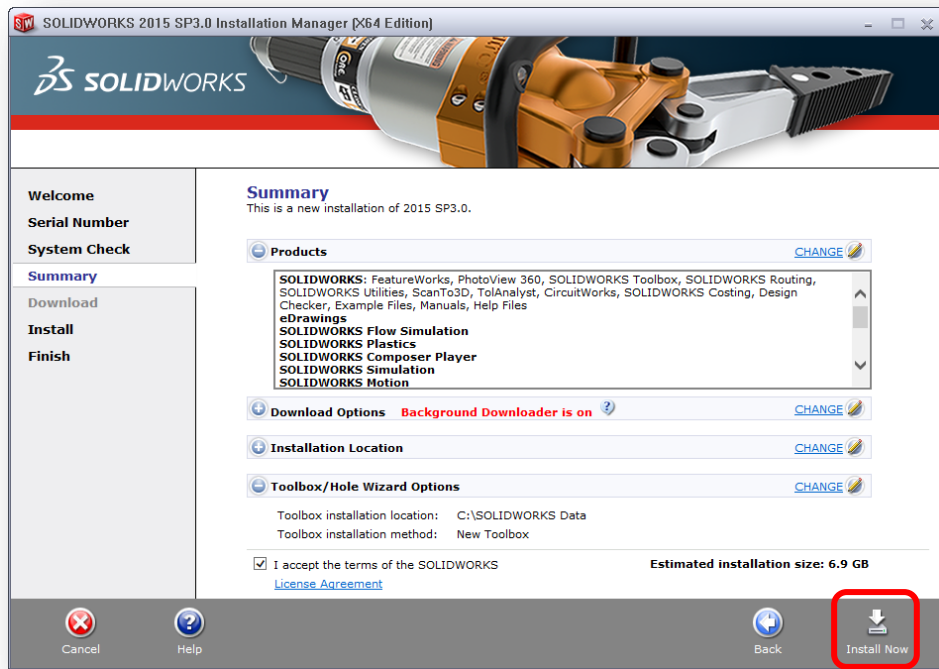 SOLIDWORKS 2015 SP3.0 Installation Manager (X64 Edition)
SOLIDWORKS
Welcome
Serial Number
System Check
Summary
Download
Install
Finish
Summary
This is a new installation of 2015 SP3.0.
Products CHANGE
SOLIDWORKS: FeatureWorks, PhotoView 360, SOLIDWORKS Toolbox, SOLIDWORKS Routing,
SOLIDWORKS Utilities, ScanTo3D, TolAnalyst, CircuitWorks, SOLIDWORKS Costing, Design
Checker, Example Files, Manuals, Help Files
eDrawings
SOLIDWORKS Flow Simulation
SOLIDWORKS Plastics
SOLIDWORKS Composer Player
SOLIDWORKS Simulation
SOLIDWORKS Motion
Download Options Background Downloader is on CHANGE
Installation Location CHANGE
Toolbox/Hole Wizard Options CHANGE
Toolbox installation location: C:\SOLIDWORKS Data
Toolbox installation method: New Toolbox
I accept the terms of the SOLIDWORKS
License Agreement
Estimated installation size: 6.9 GB
Cancel
Help
Back
Install Now